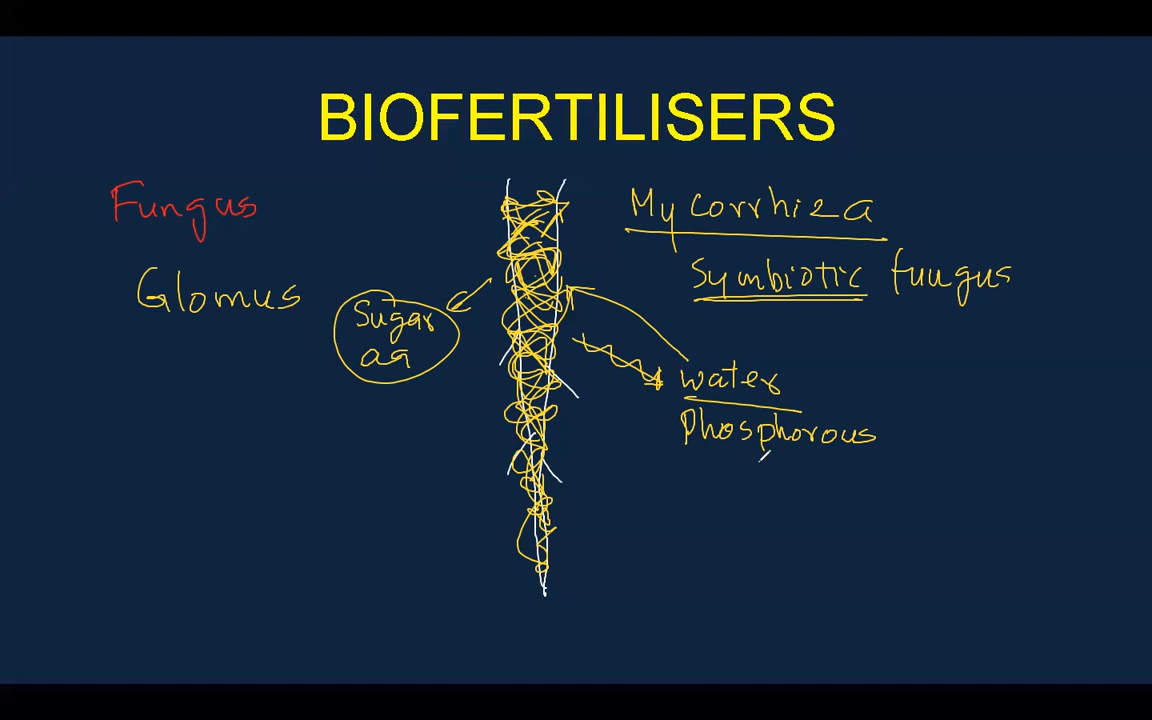 BIOFERTILISERS
Fungus
Glomus
Sugar
aa
Mycorrhiza
Symbiotic fungus
water
Phosphorous